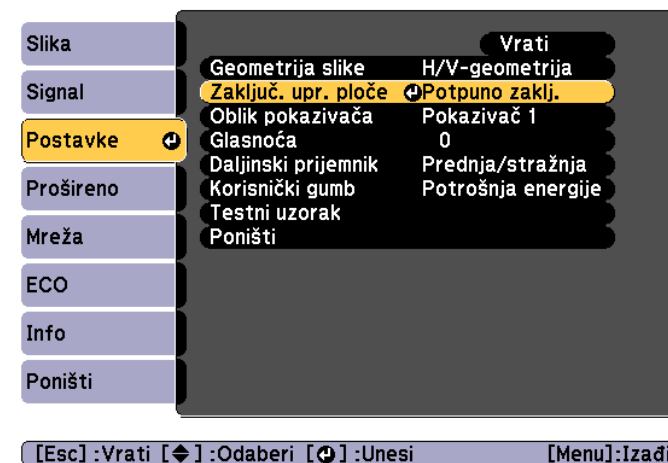 Slika
Signal
Postavke
Prošireno
Mreža
ECO
Info
Poništi
Vrati
Geometrija slike H/V-geometrija
Zaključ. upr. ploče Potpuno zaklj.
Oblik pokazivača Pokazivač 1
Glasnoća 0
Daljinski prijemnik Prednja/stražnja
Korisnički gumb Potrošnja energije
Testni uzorak
Poništi
[Esc] :Vrati [◆] :Odaberi [⏎] :Unesi [Menu]:Izađi